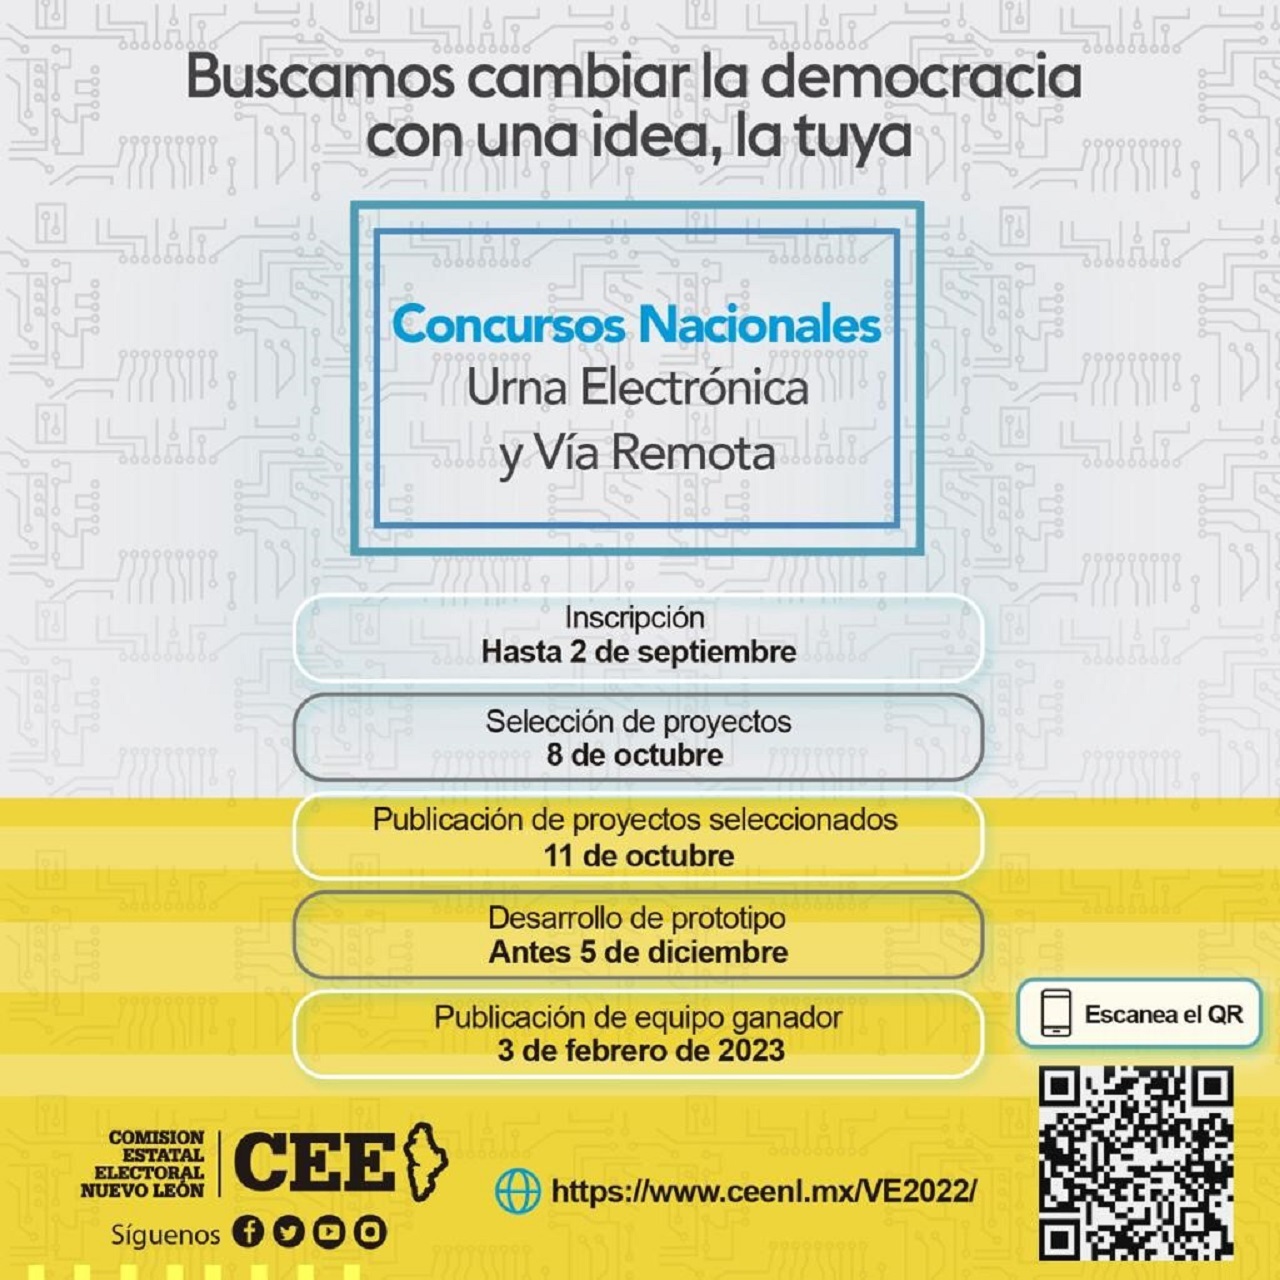 Buscamos cambiar la democracia
con una idea, la tuya
Concursos Nacionales
Urna Electrónica
y Vía Remota
Inscripción
Hasta 2 de septiembre
Selección de proyectos
8 de octubre
Publicación de proyectos seleccionados
11 de octubre
Desarrollo de prototipo
Antes 5 de diciembre
Publicación de equipo ganador
3 de febrero de 2023
Escanea el QR
COMISION
ESTATAL
ELECTORAL
NUEVO LEÓN
CEE
https://www.ceenl.mx/VE2022/
Síguenos